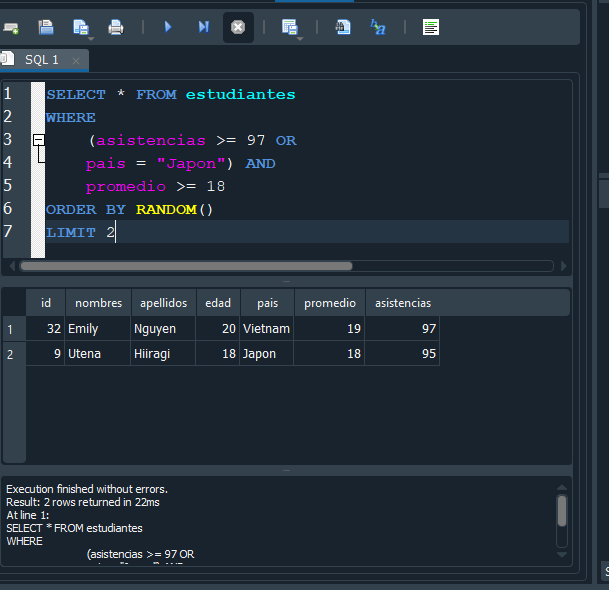 SQL 1
1 SELECT * FROM estudiantes
2 WHERE
3 (asistencias >= 97 OR
4 pais = "Japon") AND
5 promedio >= 18
6 ORDER BY RANDOM()
7 LIMIT 2
id nombres apellidos edad pais promedio asistencias
1 32 Emily Nguyen 20 Vietnam 19 97
2 9 Utena Hiiragi 18 Japon 18 95
Execution finished without errors.
Result: 2 rows returned in 22ms
At line 1:
SELECT * FROM estudiantes
WHERE
(asistencias >= 97 OR